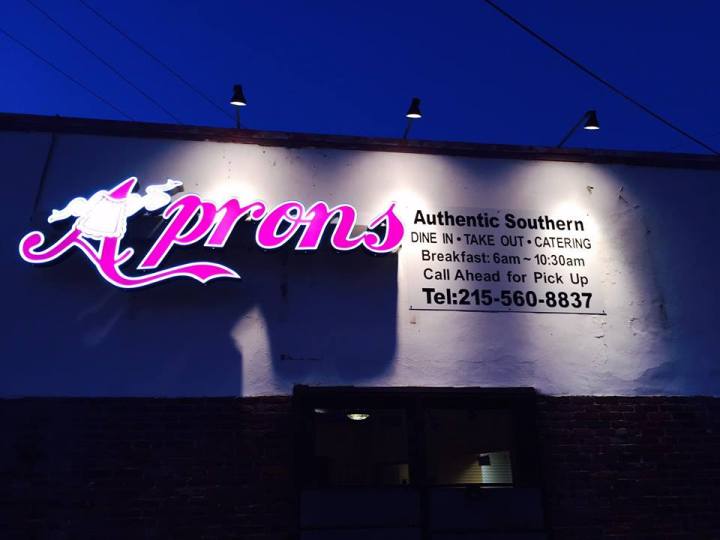 Aprons
Authentic Southern
DINE IN • TAKE OUT • CATERING
Breakfast: 6am ~ 10:30am
Call Ahead for Pick Up
Tel:215-560-8837